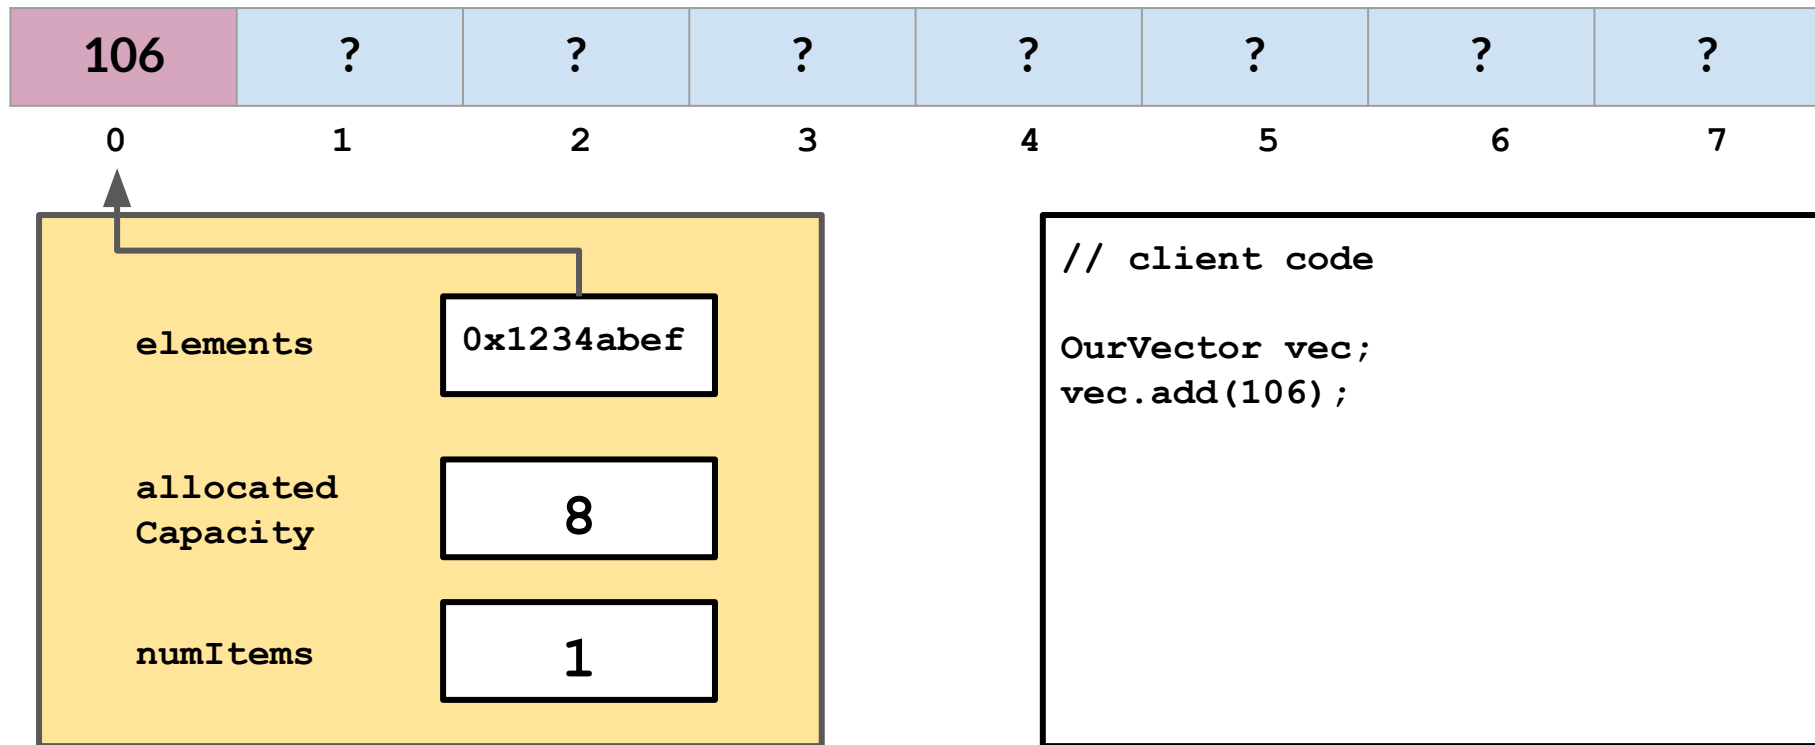 106 ? ? ? ? ? ? ?
0 1 2 3 4 5 6 7
elements 0x1234abef
allocated
Capacity 8
numItems 1
// client code
OurVector vec;
vec.add(106);